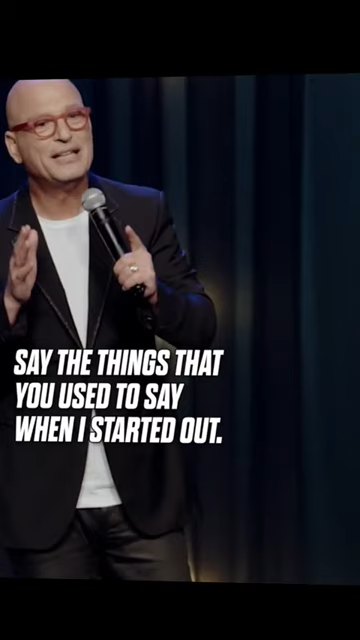 SAY THE THINGS THAT
YOU USED TO SAY
WHEN I STARTED OUT.